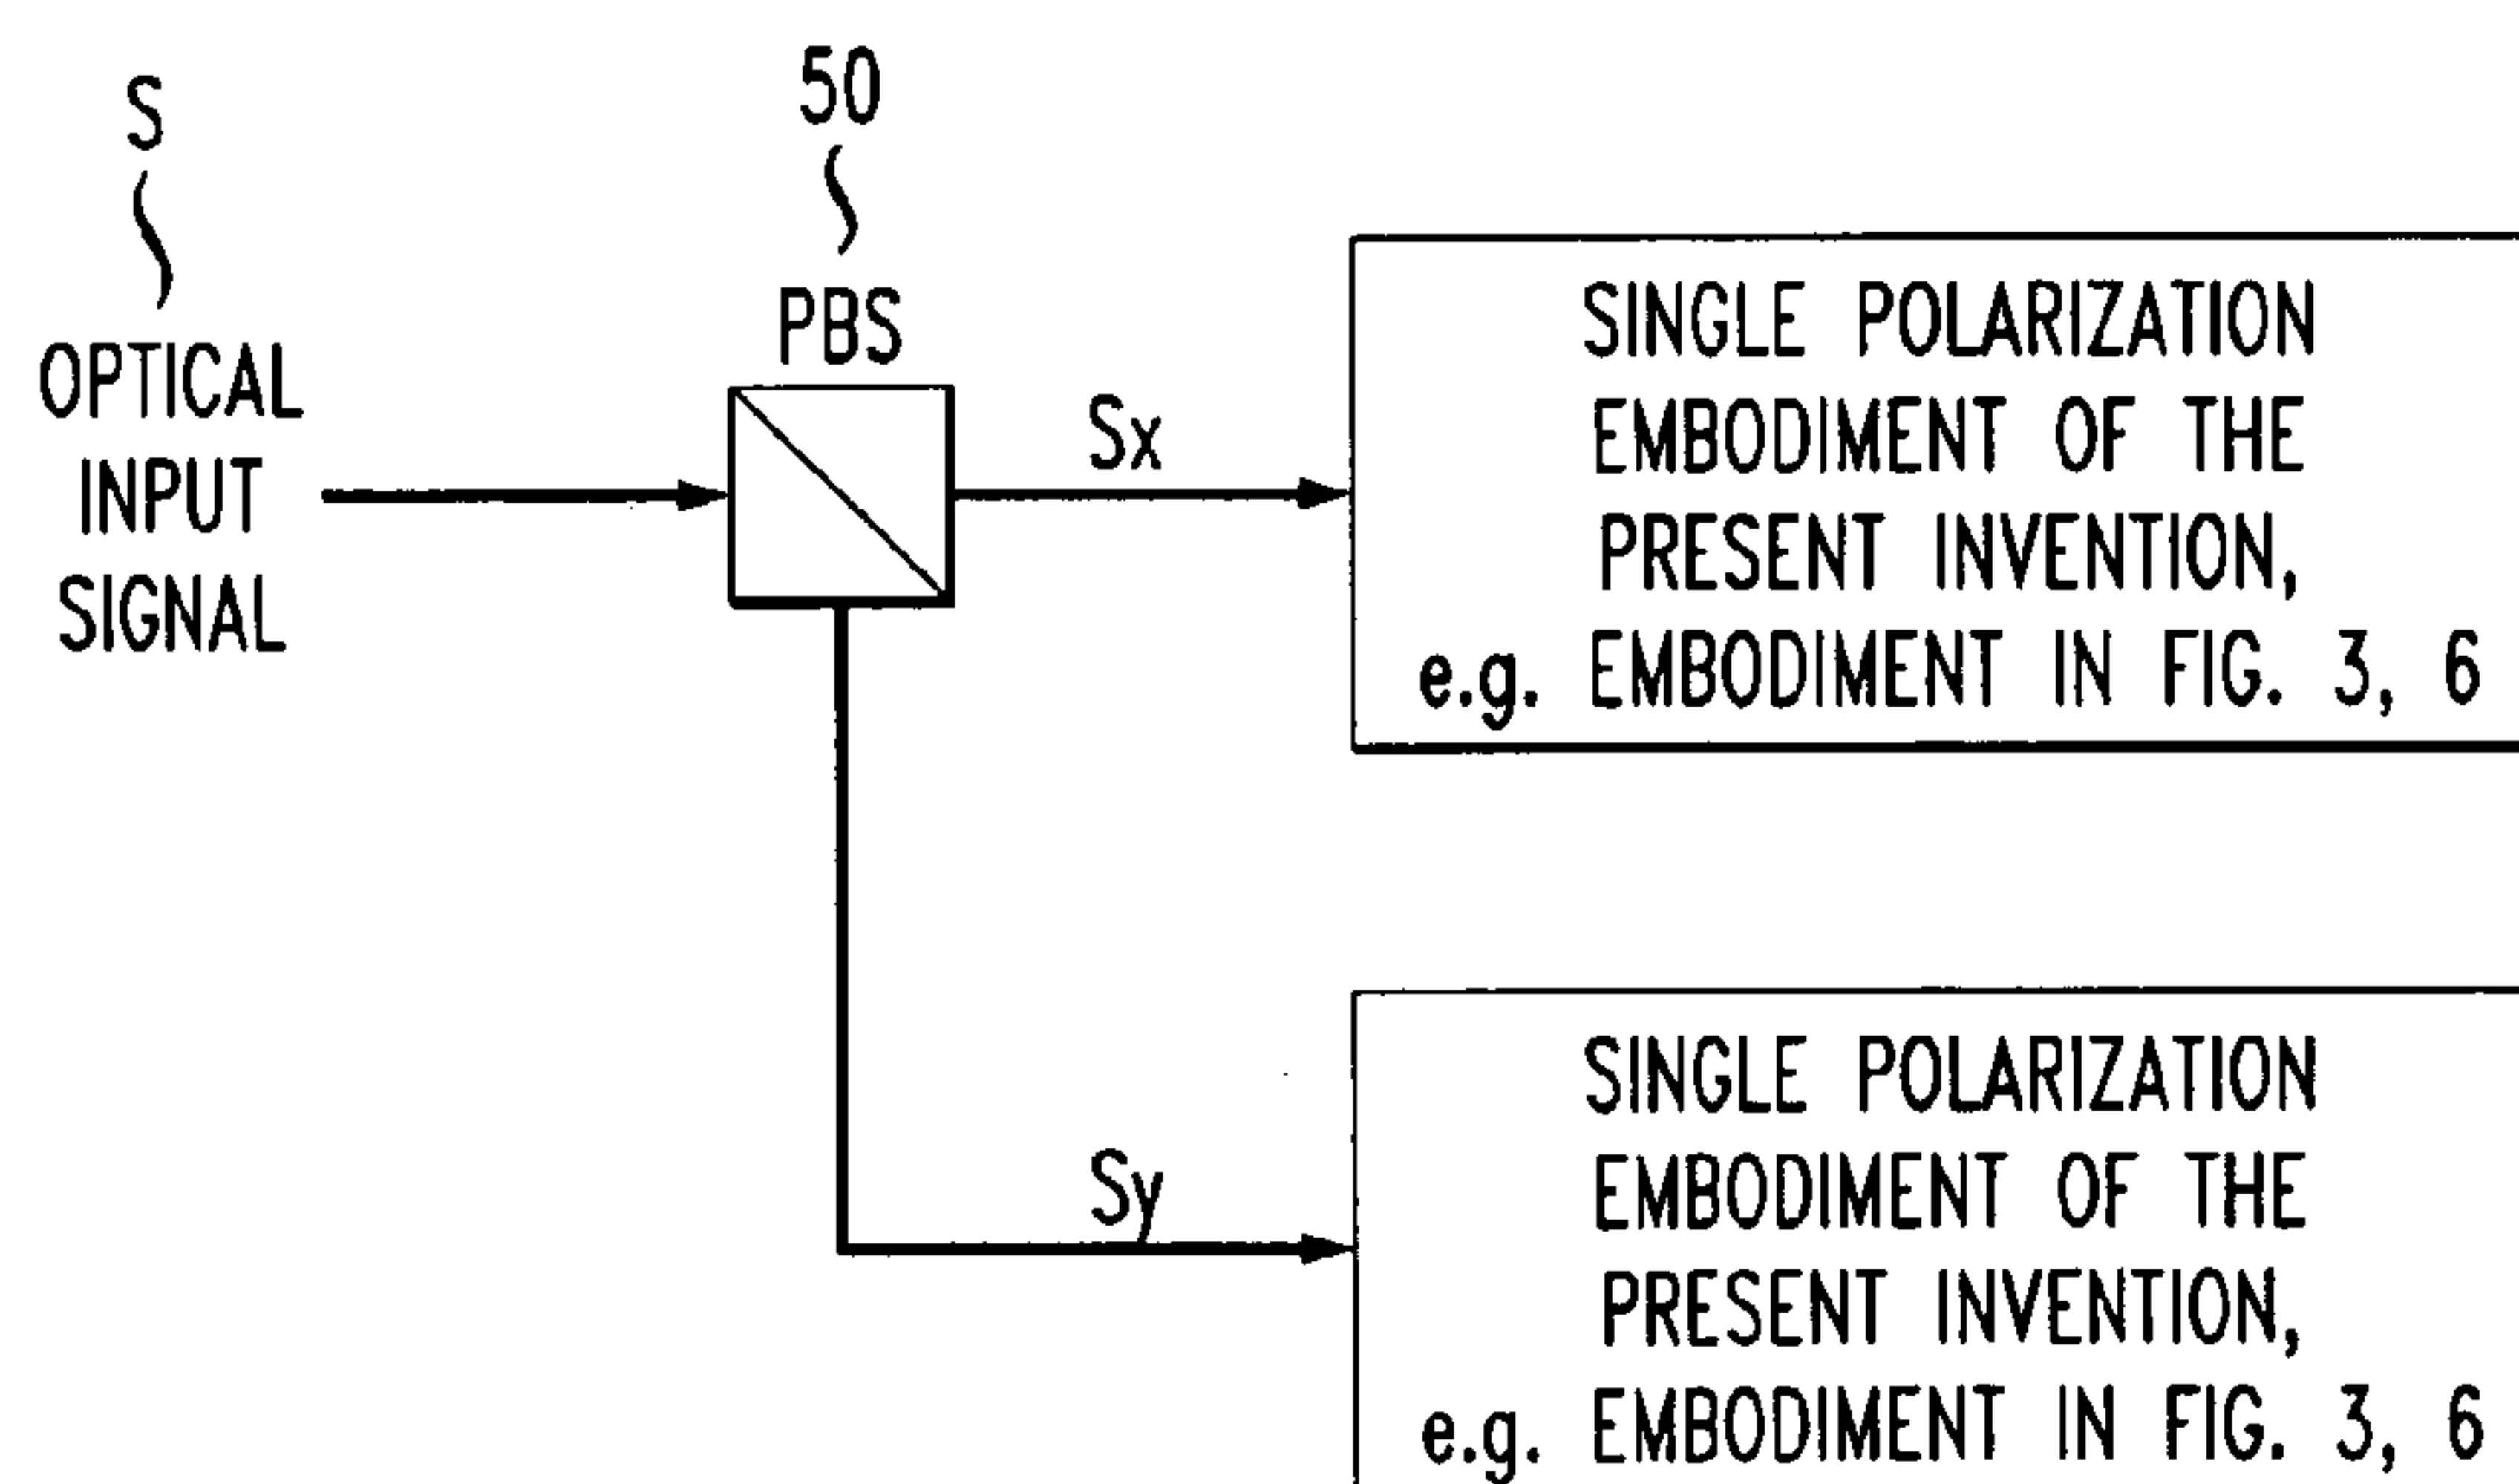 S
OPTICAL
INPUT
SIGNAL
50
PBS
Sx
SINGLE POLARIZATION
EMBODIMENT OF THE
PRESENT INVENTION,
e.g. EMBODIMENT IN FIG. 3, 6
Sy
SINGLE POLARIZATION
EMBODIMENT OF THE
PRESENT INVENTION,
e.g. EMBODIMENT IN FIG. 3, 6